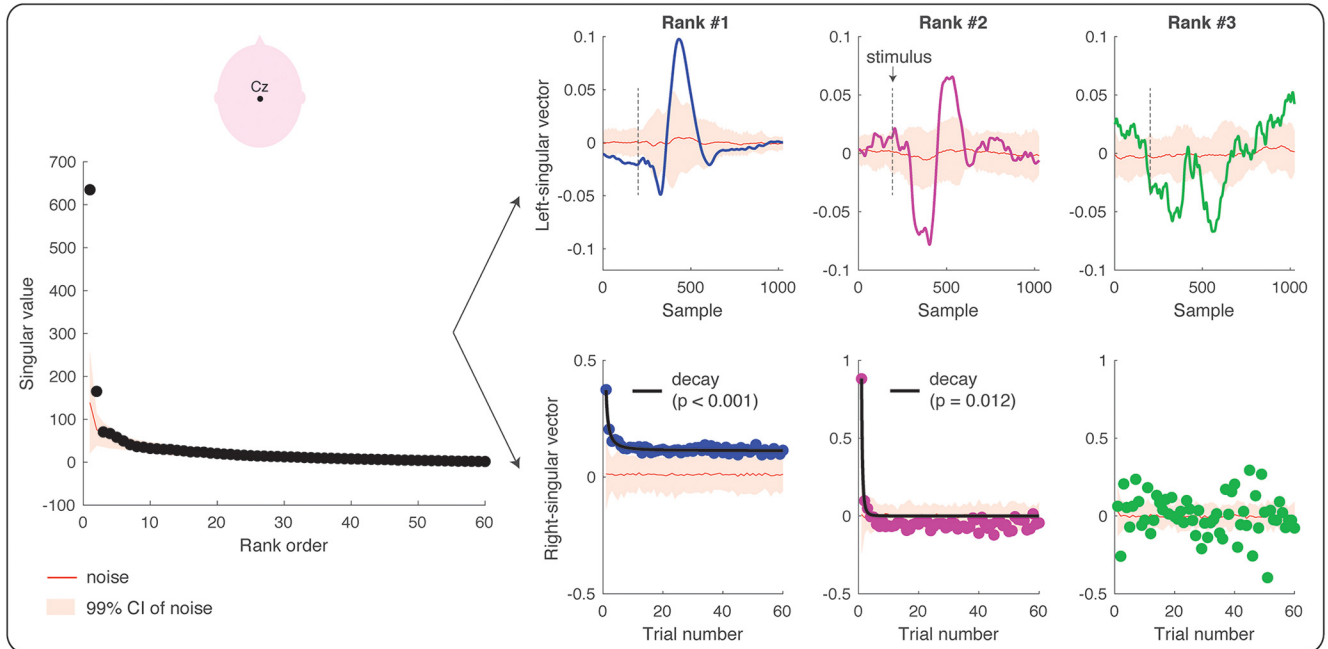 Cz
700
600
500
400
300
200
100
0
-100
Singular value
0 10 20 30 40 50 60
Rank order
noise
99% CI of noise
Rank #1
0.1
0.05
0
-0.05
-0.1
Left-singular vector
0 500 1000
Sample
Rank #2
stimulus
0.1
0.05
0
-0.05
-0.1
0 500 1000
Sample
Rank #3
0.1
0.05
0
-0.05
-0.1
0 500 1000
Sample
0.5
0
-0.5
Right-singular vector
decay
(p < 0.001)
0 20 40 60
Trial number
1
0.5
0
-0.5
decay
(p = 0.012)
0 20 40 60
Trial number
1
0.5
0
-0.5
0 20 40 60
Trial number